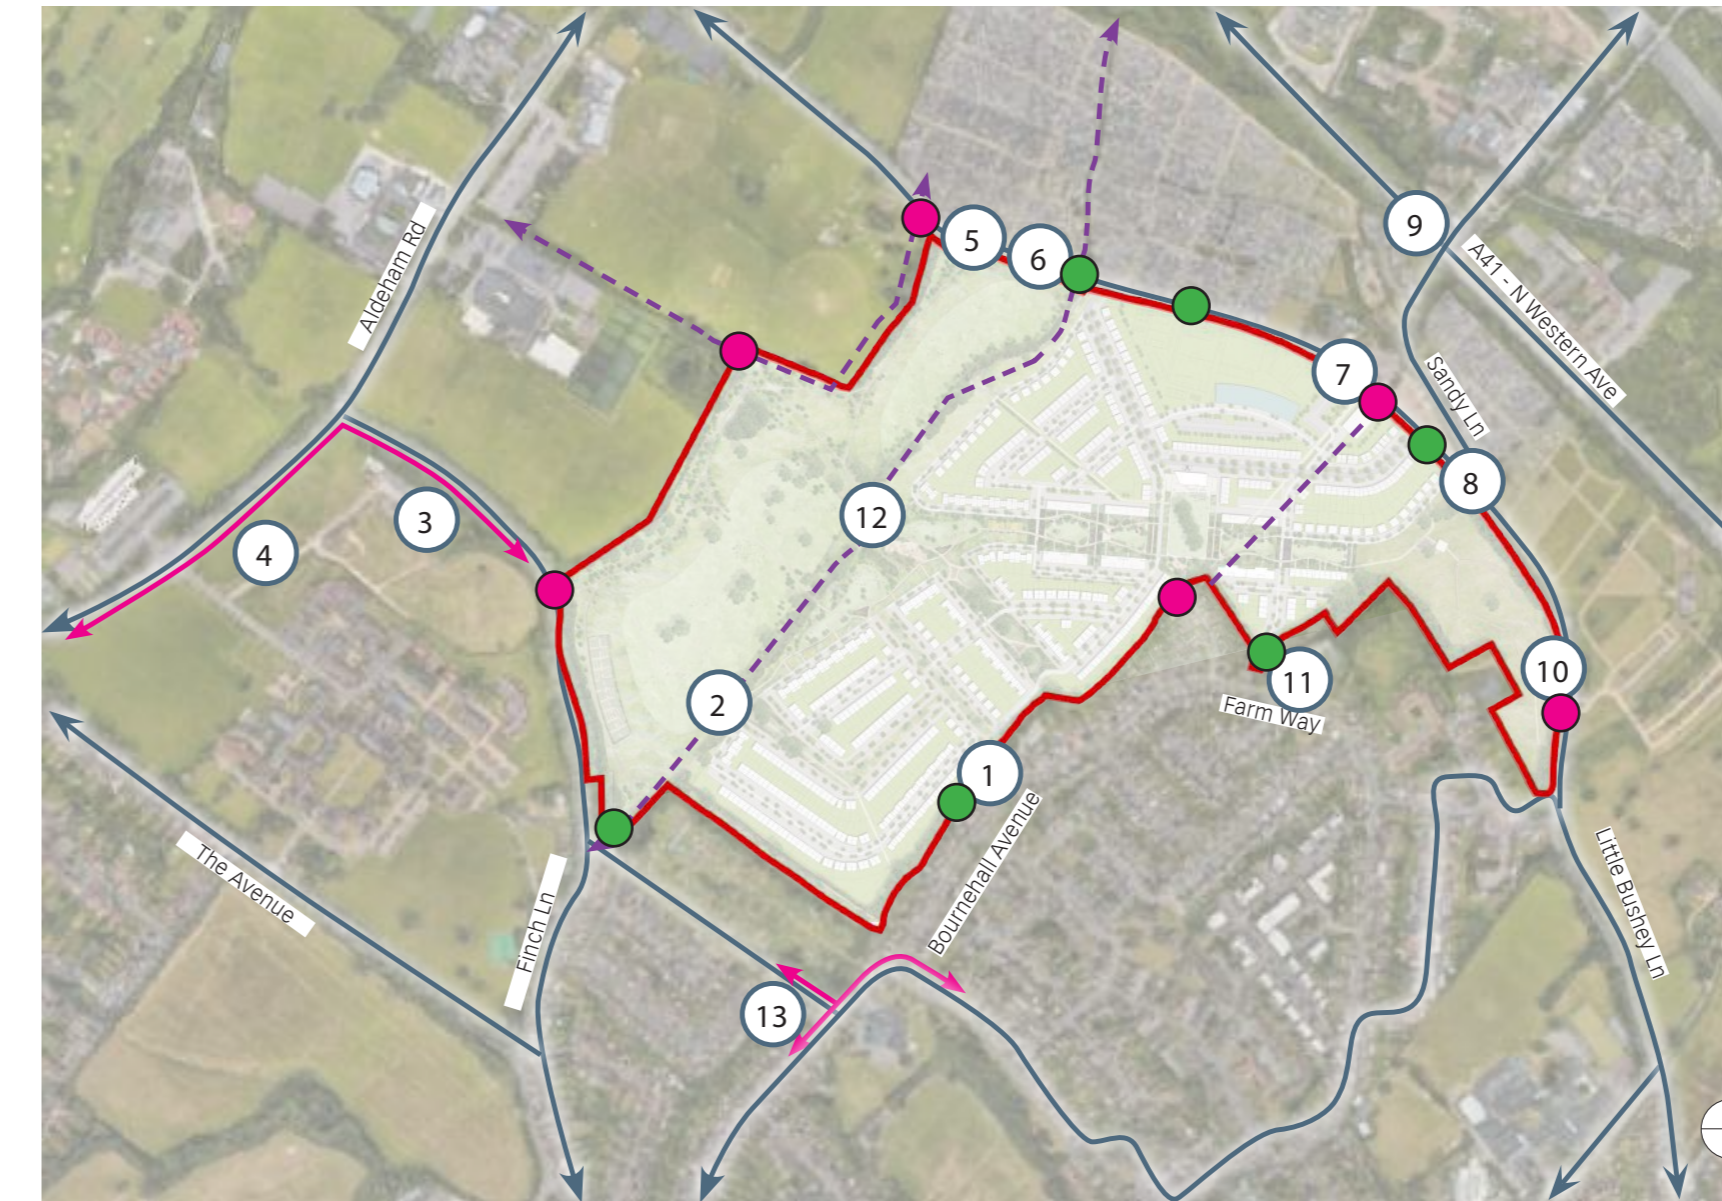 5
6
9
A41 - N Western Ave
Aldeham Rd
7
Sandy Ln
8
12
3
4
10
11
Farm Way
2
1
Bournehall Avenue
The Avenue
Finch Ln
Little Bushey Ln
13